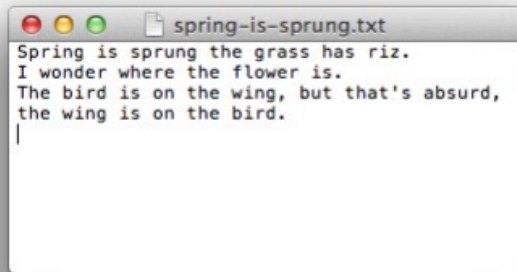 spring-is-sprung.txt
Spring is sprung the grass has riz.
I wonder where the flower is.
The bird is on the wing, but that's absurd,
the wing is on the bird.